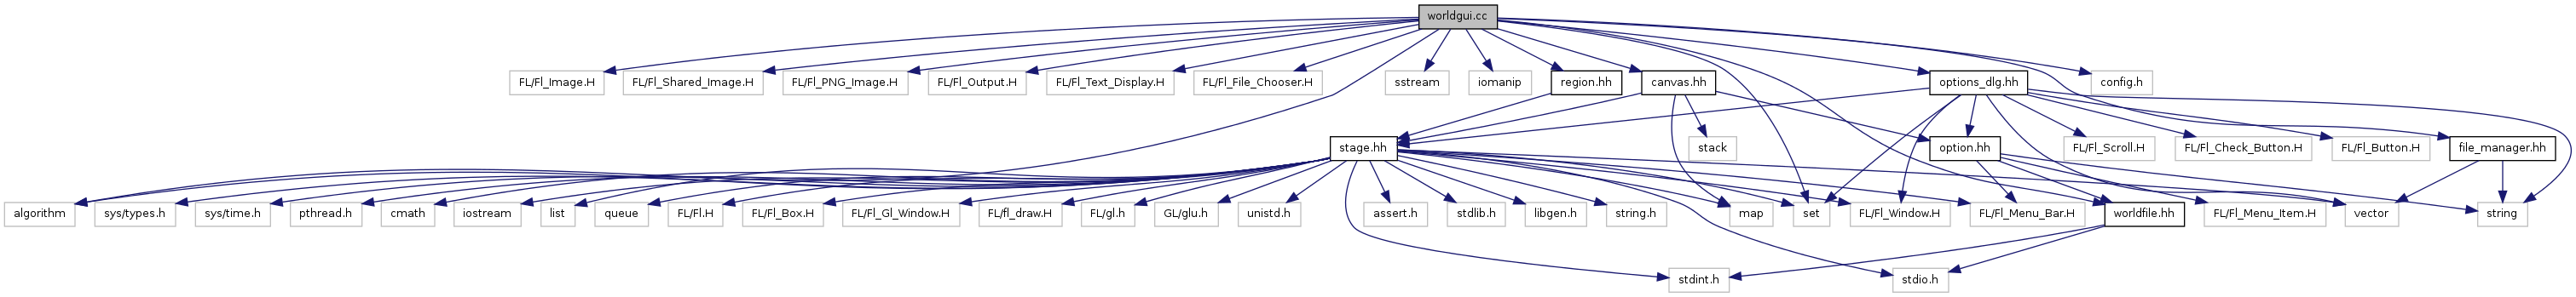 worldgui.cc
FL/Fl_Image.H
FL/Fl_Shared_Image.H
FL/Fl_PNG_Image.H
FL/Fl_Output.H
FL/Fl_Text_Display.H
FL/Fl_File_Chooser.H
sstream
iomanip
region.hh
canvas.hh
options_dlg.hh
config.h
stage.hh
stack
option.hh
FL/Fl_Scroll.H
FL/Fl_Check_Button.H
FL/Fl_Button.H
file_manager.hh
algorithm
sys/types.h
sys/time.h
pthread.h
cmath
iostream
list
queue
FL/Fl.H
FL/Fl_Box.H
FL/Fl_Gl_Window.H
FL/fl_draw.H
FL/gl.h
GL/glu.h
unistd.h
assert.h
stdlib.h
libgen.h
string.h
map
set
FL/Fl_Window.H
FL/Fl_Menu_Bar.H
worldfile.hh
FL/Fl_Menu_Item.H
vector
string
stdint.h
stdio.h